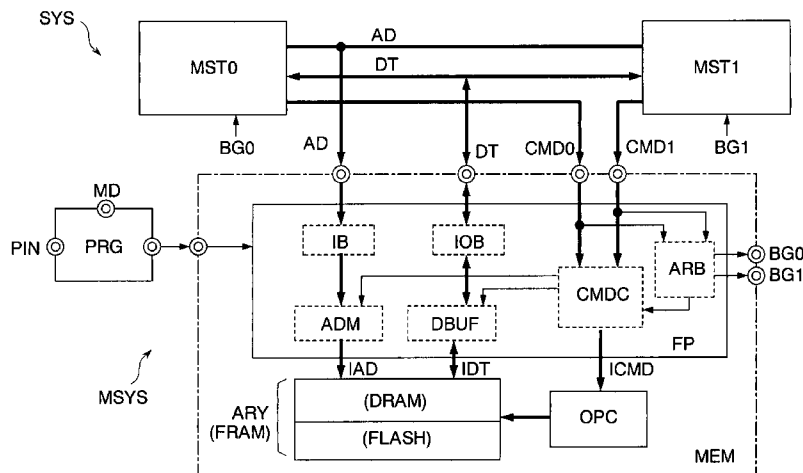 SYS
MST0
AD
DT
MST1
BG0
AD
DT
CMD0
CMD1
BG1
MD
PIN
PRG
IB
IOB
ARB
BG0
BG1
CMDC
ADM
DBUF
FP
IAD
IDT
ICMD
MSYS
ARY
(FRAM)
(DRAM)
(FLASH)
OPC
MEM